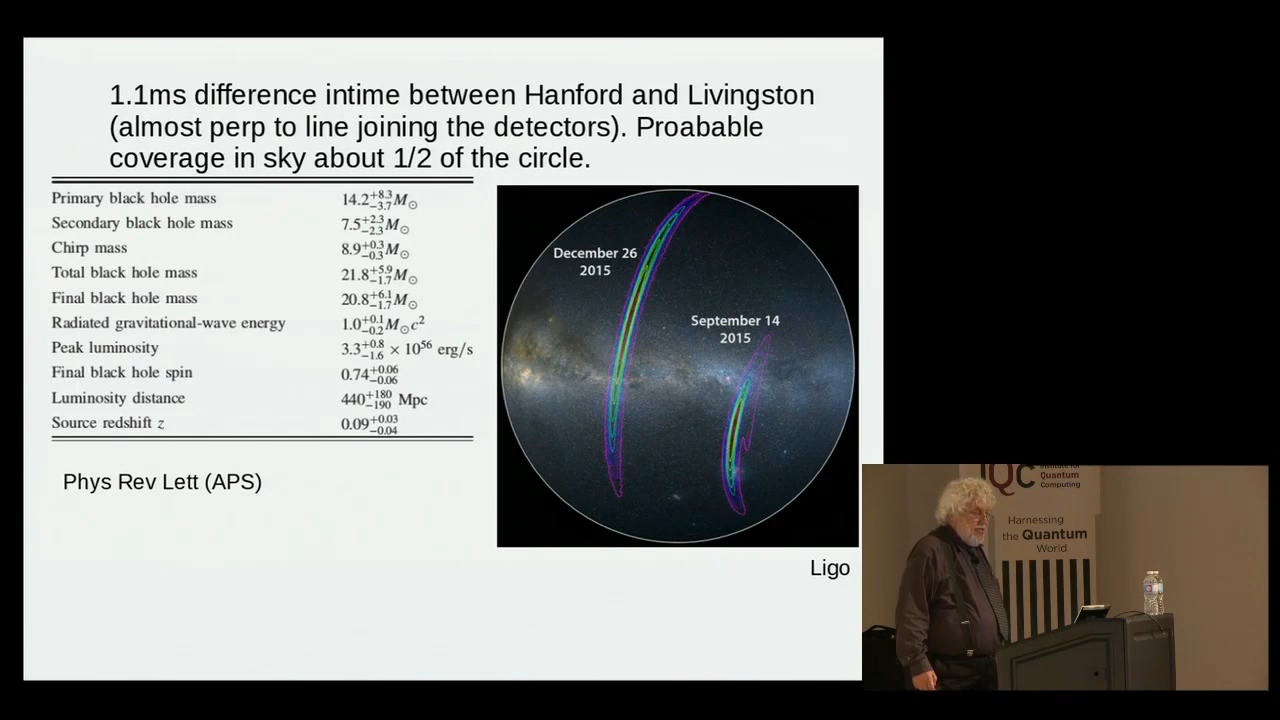 1.1ms difference intime between Hanford and Livingston
(almost perp to line joining the detectors). Proabable
coverage in sky about 1/2 of the circle.
Primary black hole mass 14.2+8.3−3.7 M⊙
Secondary black hole mass 7.5+2.3−2.3 M⊙
Chirp mass 8.9+0.3−0.3 M⊙
Total black hole mass 21.8+5.9−1.7 M⊙
Final black hole mass 20.8+6.1−1.7 M⊙
Radiated gravitational-wave energy 1.0+0.1−0.2 M⊙c²
Peak luminosity 3.3+0.8−1.6 × 10⁵⁶ erg/s
Final black hole spin 0.74+0.06−0.06
Luminosity distance 440+180−190 Mpc
Source redshift z 0.09+0.03−0.04
Phys Rev Lett (APS)
December 26
2015
September 14
2015
Ligo
IQC
Institute for
Quantum
Computing
Harnessing
the Quantum
World